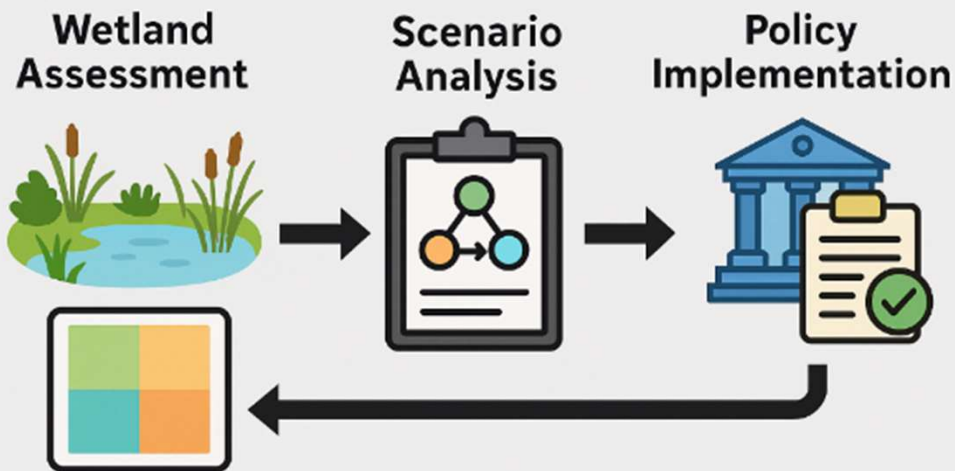 Wetland
Assessment
Scenario
Analysis
Policy
Implementation